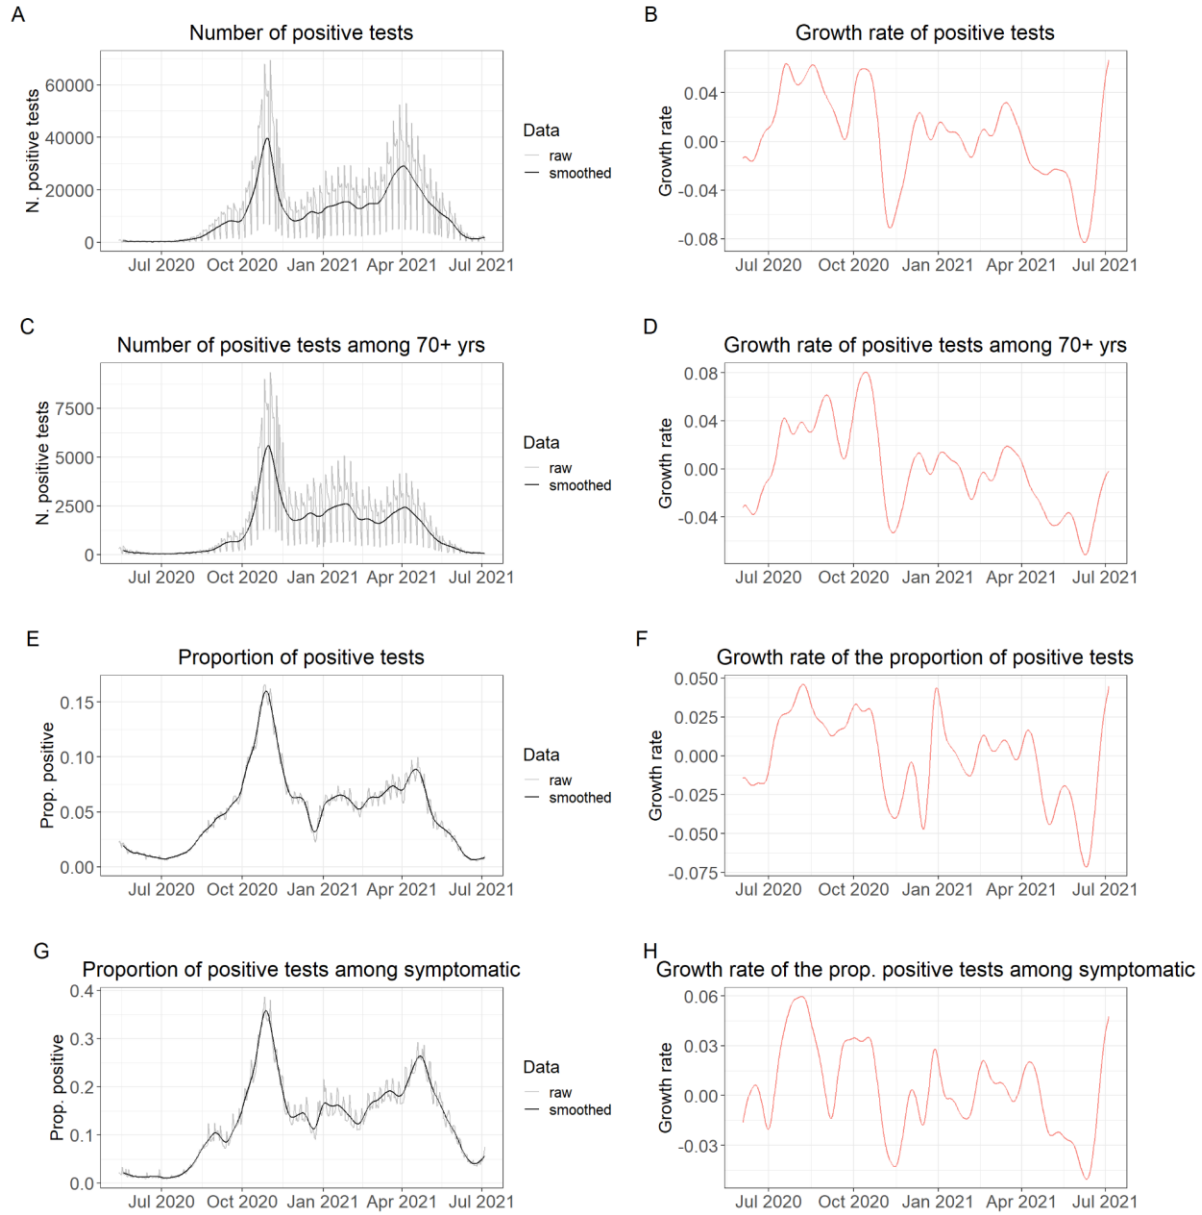 A
Number of positive tests
N. positive tests
60000
40000
20000
0
Jul 2020 Oct 2020 Jan 2021 Apr 2021 Jul 2021
Data
raw
smoothed
B
Growth rate of positive tests
Growth rate
0.04
0.00
-0.04
-0.08
Jul 2020 Oct 2020 Jan 2021 Apr 2021 Jul 2021
C
Number of positive tests among 70+ yrs
N. positive tests
7500
5000
2500
0
Jul 2020 Oct 2020 Jan 2021 Apr 2021 Jul 2021
Data
raw
smoothed
D
Growth rate of positive tests among 70+ yrs
Growth rate
0.08
0.04
0.00
-0.04
Jul 2020 Oct 2020 Jan 2021 Apr 2021 Jul 2021
E
Proportion of positive tests
Prop. positive
0.15
0.10
0.05
0.00
Jul 2020 Oct 2020 Jan 2021 Apr 2021 Jul 2021
Data
raw
smoothed
F
Growth rate of the proportion of positive tests
Growth rate
0.050
0.025
0.000
-0.025
-0.050
-0.075
Jul 2020 Oct 2020 Jan 2021 Apr 2021 Jul 2021
G
Proportion of positive tests among symptomatic
Prop. positive
0.4
0.3
0.2
0.1
0.0
Jul 2020 Oct 2020 Jan 2021 Apr 2021 Jul 2021
Data
raw
smoothed
H
Growth rate of the prop. positive tests among symptomatic
Growth rate
0.06
0.03
0.00
-0.03
Jul 2020 Oct 2020 Jan 2021 Apr 2021 Jul 2021